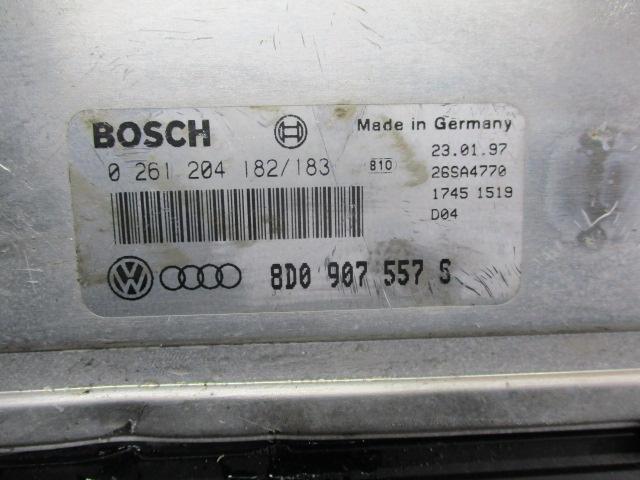 BOSCH
Made in Germany
0 261 204 182/183
810
23.01.97
26SA4770
1745 1519
D04
8D0 907 557 S